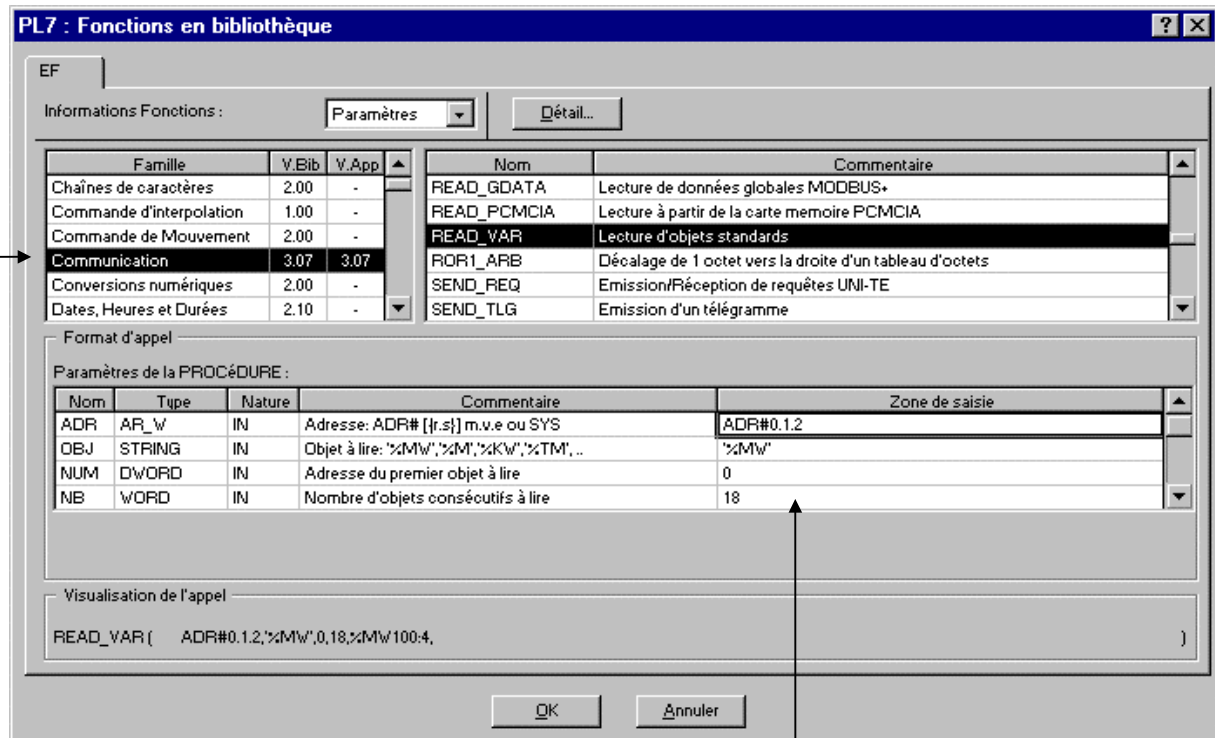 PL7 : Fonctions en bibliothèque
EF
Informations Fonctions : Paramètres Détail...
Famille V.Bib V.App
Chaînes de caractères 2.00 -
Commande d'interpolation 1.00 -
Commande de Mouvement 2.00 -
Communication 3.07 3.07
Conversions numériques 2.00 -
Dates, Heures et Durées 2.10 -
Nom Commentaire
READ_GDATA Lecture de données globales MODBUS+
READ_PCMCIA Lecture à partir de la carte memoire PCMCIA
READ_VAR Lecture d'objets standards
ROR1_ARB Décalage de 1 octet vers la droite d'un tableau d'octets
SEND_REQ Emission/Réception de requêtes UNI-TE
SEND_TLG Emission d'un télégramme
Format d'appel
Paramètres de la PROCéDURE :
Nom Type Nature Commentaire Zone de saisie
ADR AR_W IN Adresse: ADR# [{r.s}] m.v.e ou SYS ADR#0.1.2
OBJ STRING IN Objet à lire: '%MW','%M','%KW','%TM', .. '%MW'
NUM DWORD IN Adresse du premier objet à lire 0
NB WORD IN Nombre d'objets consécutifs à lire 18
Visualisation de l'appel
READ_VAR ( ADR#0.1.2,'%MW',0,18,%MW100:4, )
OK Annuler